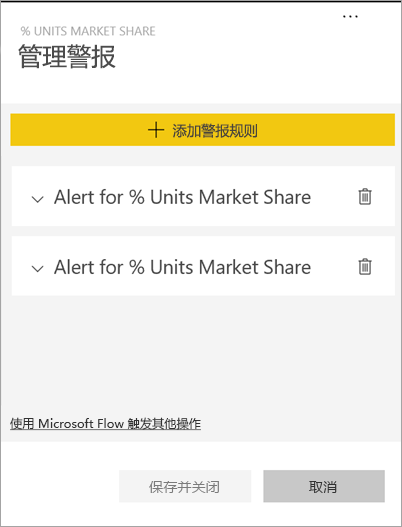 % UNITS MARKET SHARE
管理警报
添加警报规则
Alert for % Units Market Share
Alert for % Units Market Share
使用 Microsoft Flow 触发其他操作
保存并关闭
取消